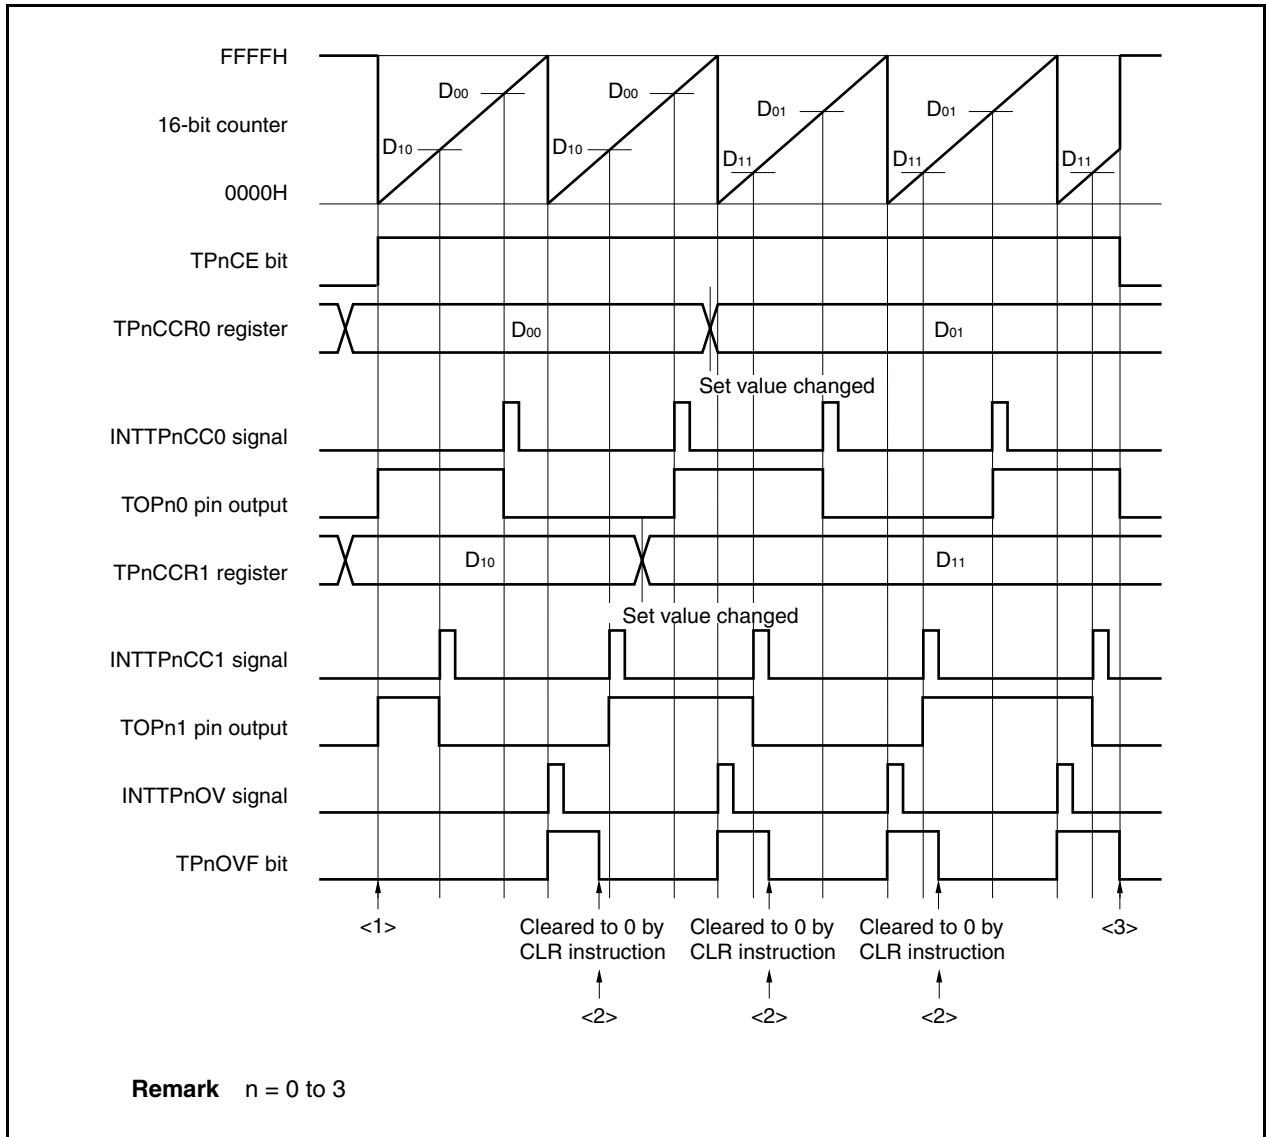 FFFFH
D00 D00
D01 D01
16-bit counter
D10 D10
D11 D11 D11
0000H
TPnCE bit
TPnCCR0 register
D00 D01
Set value changed
INTTPnCC0 signal
TOPn0 pin output
TPnCCR1 register
D10 D11
Set value changed
INTTPnCC1 signal
TOPn1 pin output
INTTPnOV signal
TPnOVF bit
<1>
Cleared to 0 by
CLR instruction
Cleared to 0 by
CLR instruction
Cleared to 0 by
CLR instruction
<3>
<2> <2> <2>
Remark n = 0 to 3